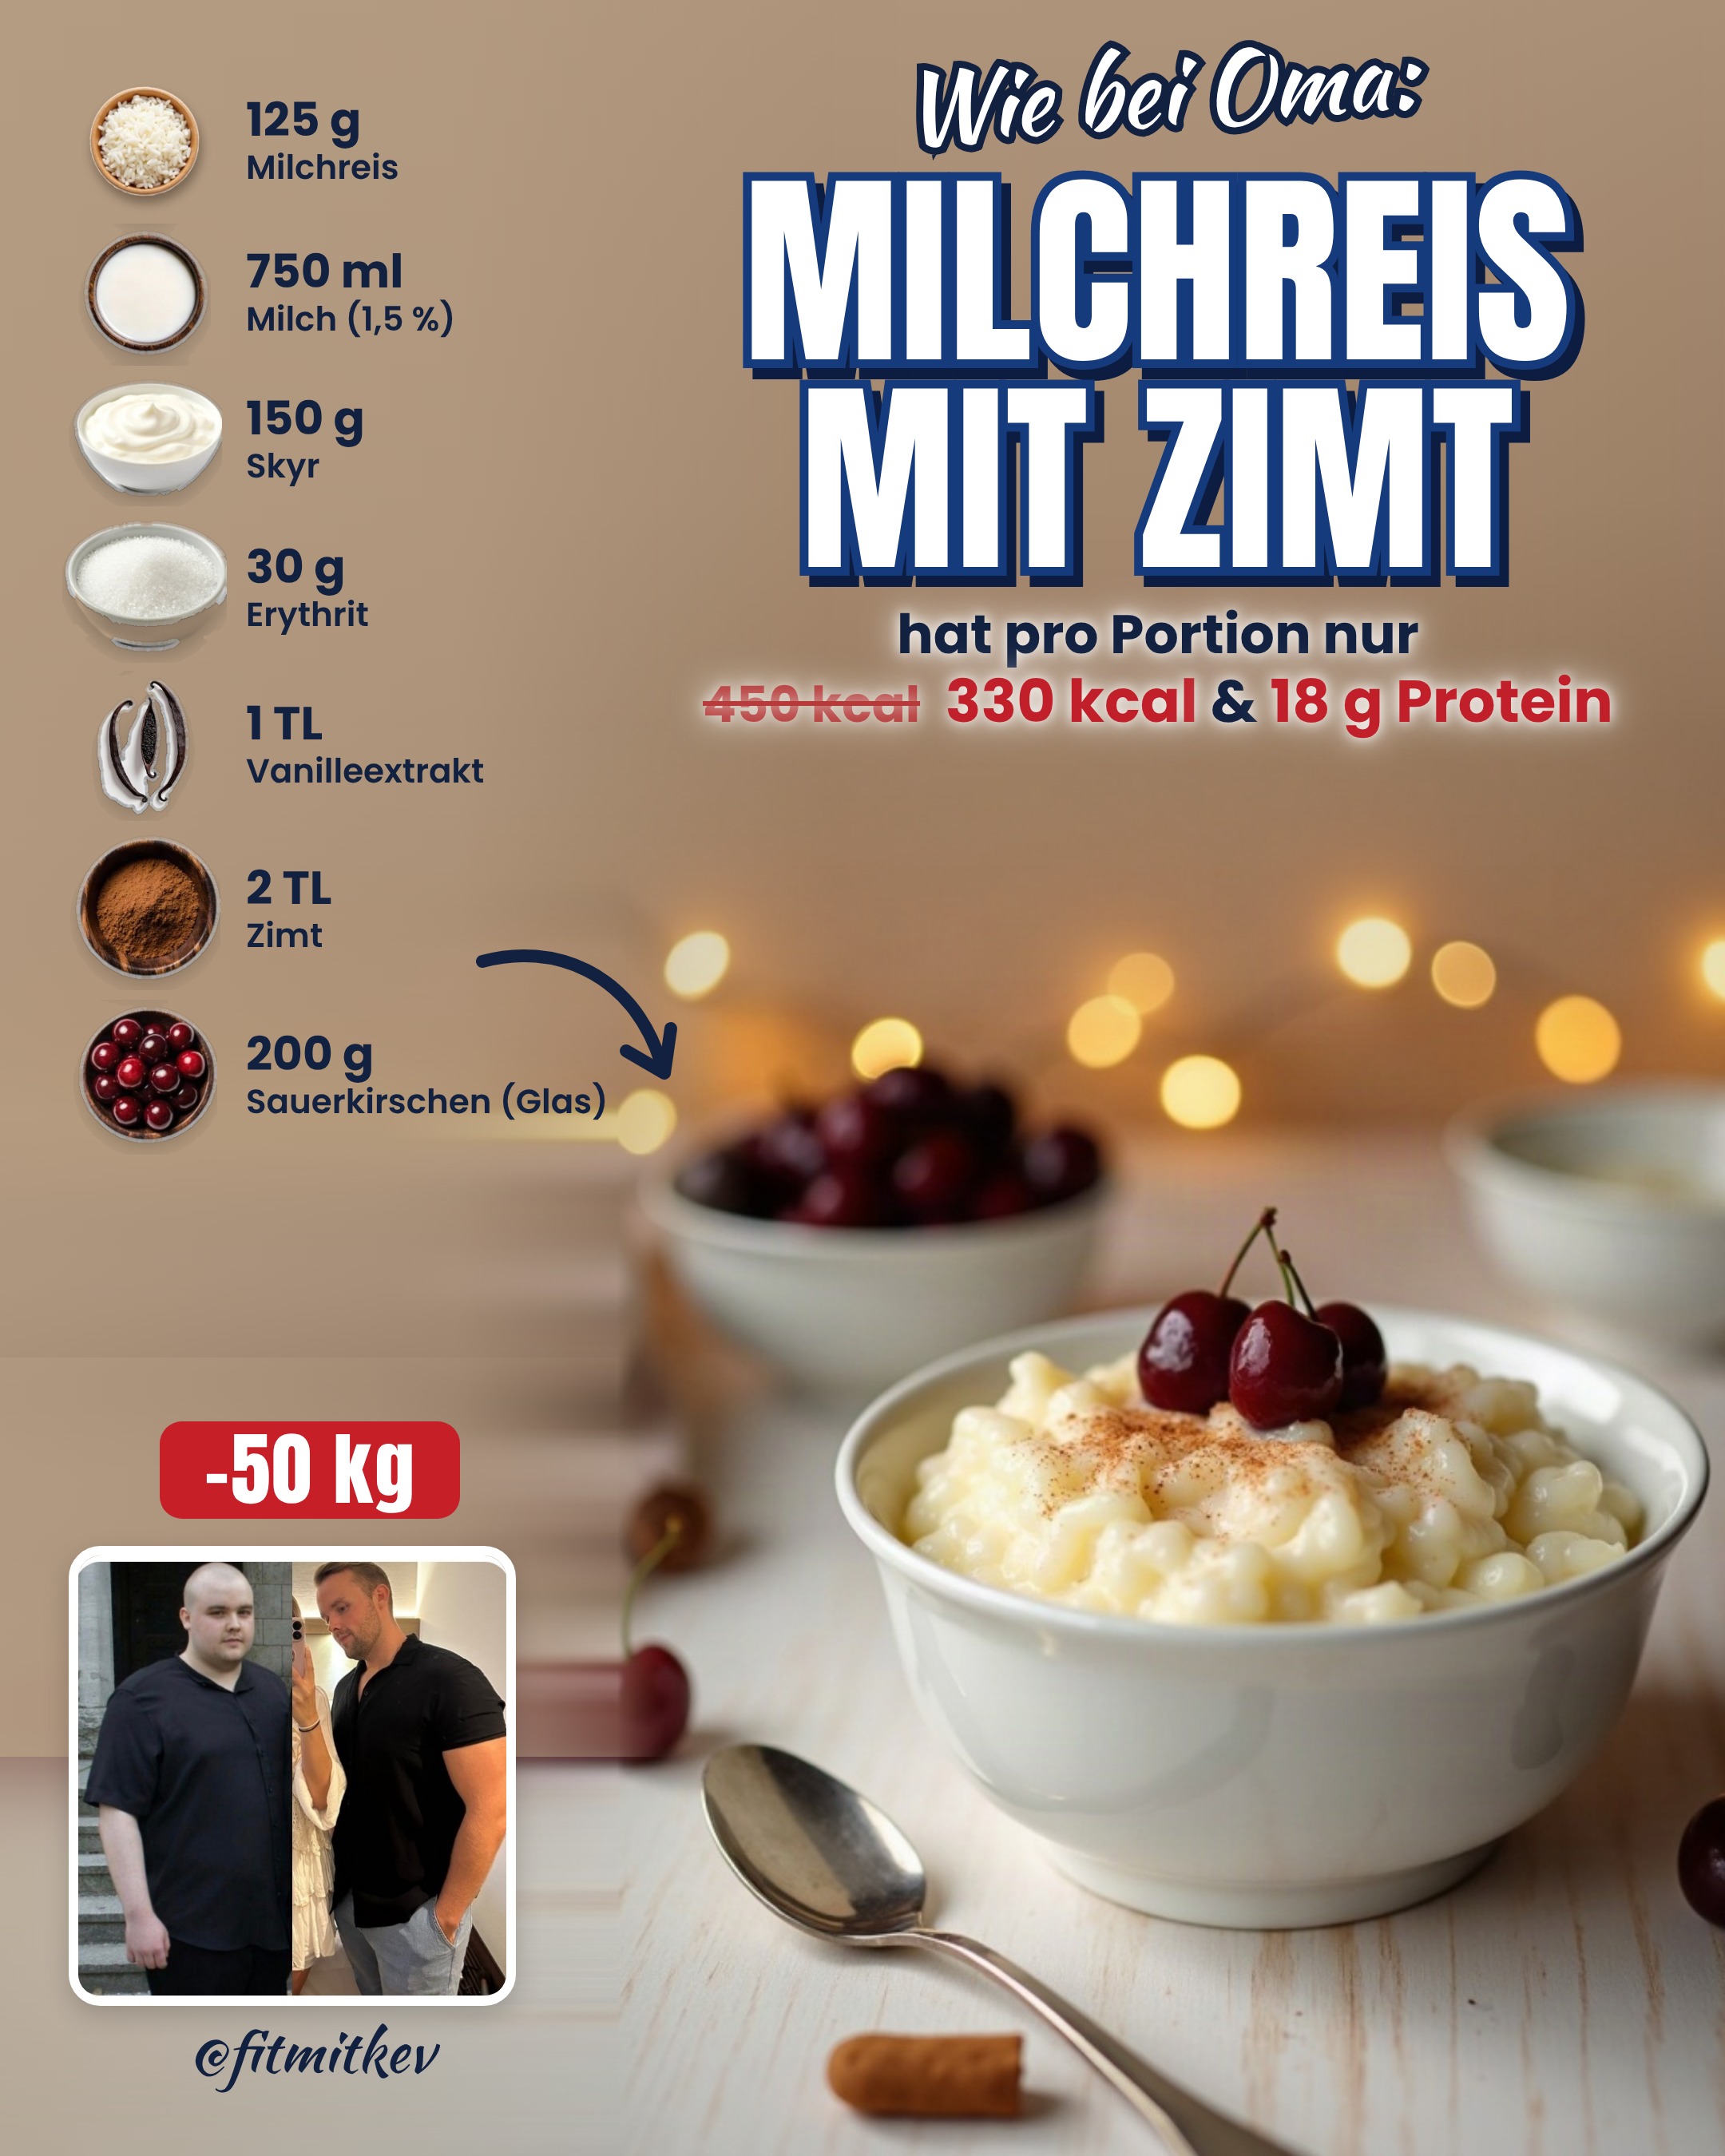 Wie bei Oma:
MILCHREIS
MIT ZIMT
hat pro Portion nur
450 kcal 330 kcal & 18 g Protein
125 g
Milchreis
750 ml
Milch (1,5 %)
150 g
Skyr
30 g
Erythrit
1 TL
Vanilleextrakt
2 TL
Zimt
200 g
Sauerkirschen (Glas)
-50 kg
@fitmitkev